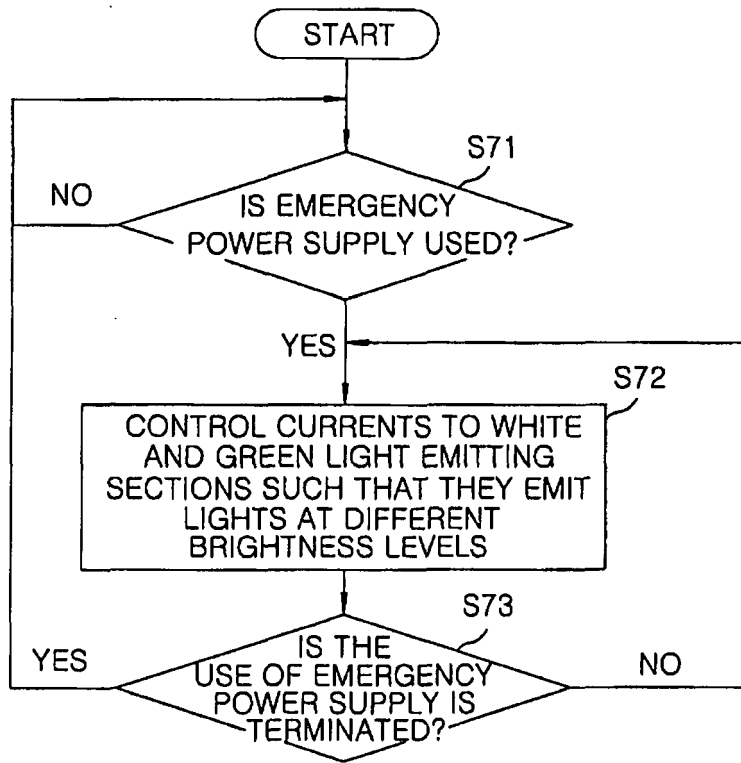 START
S71
NO
IS EMERGENCY
POWER SUPPLY USED?
YES
S72
CONTROL CURRENTS TO WHITE
AND GREEN LIGHT EMITTING
SECTIONS SUCH THAT THEY EMIT
LIGHTS AT DIFFERENT
BRIGHTNESS LEVELS
S73
YES
IS THE
USE OF EMERGENCY
POWER SUPPLY IS
TERMINATED?
NO